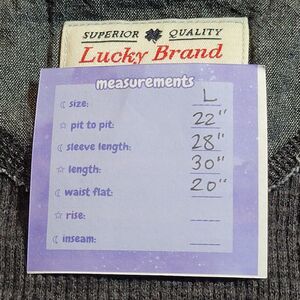 SUPERIOR QUALITY
Lucky Brand
measurements
size: L
pit to pit: 22"
sleeve length: 28"
length: 30"
waist flat: 20"
rise:
inseam: